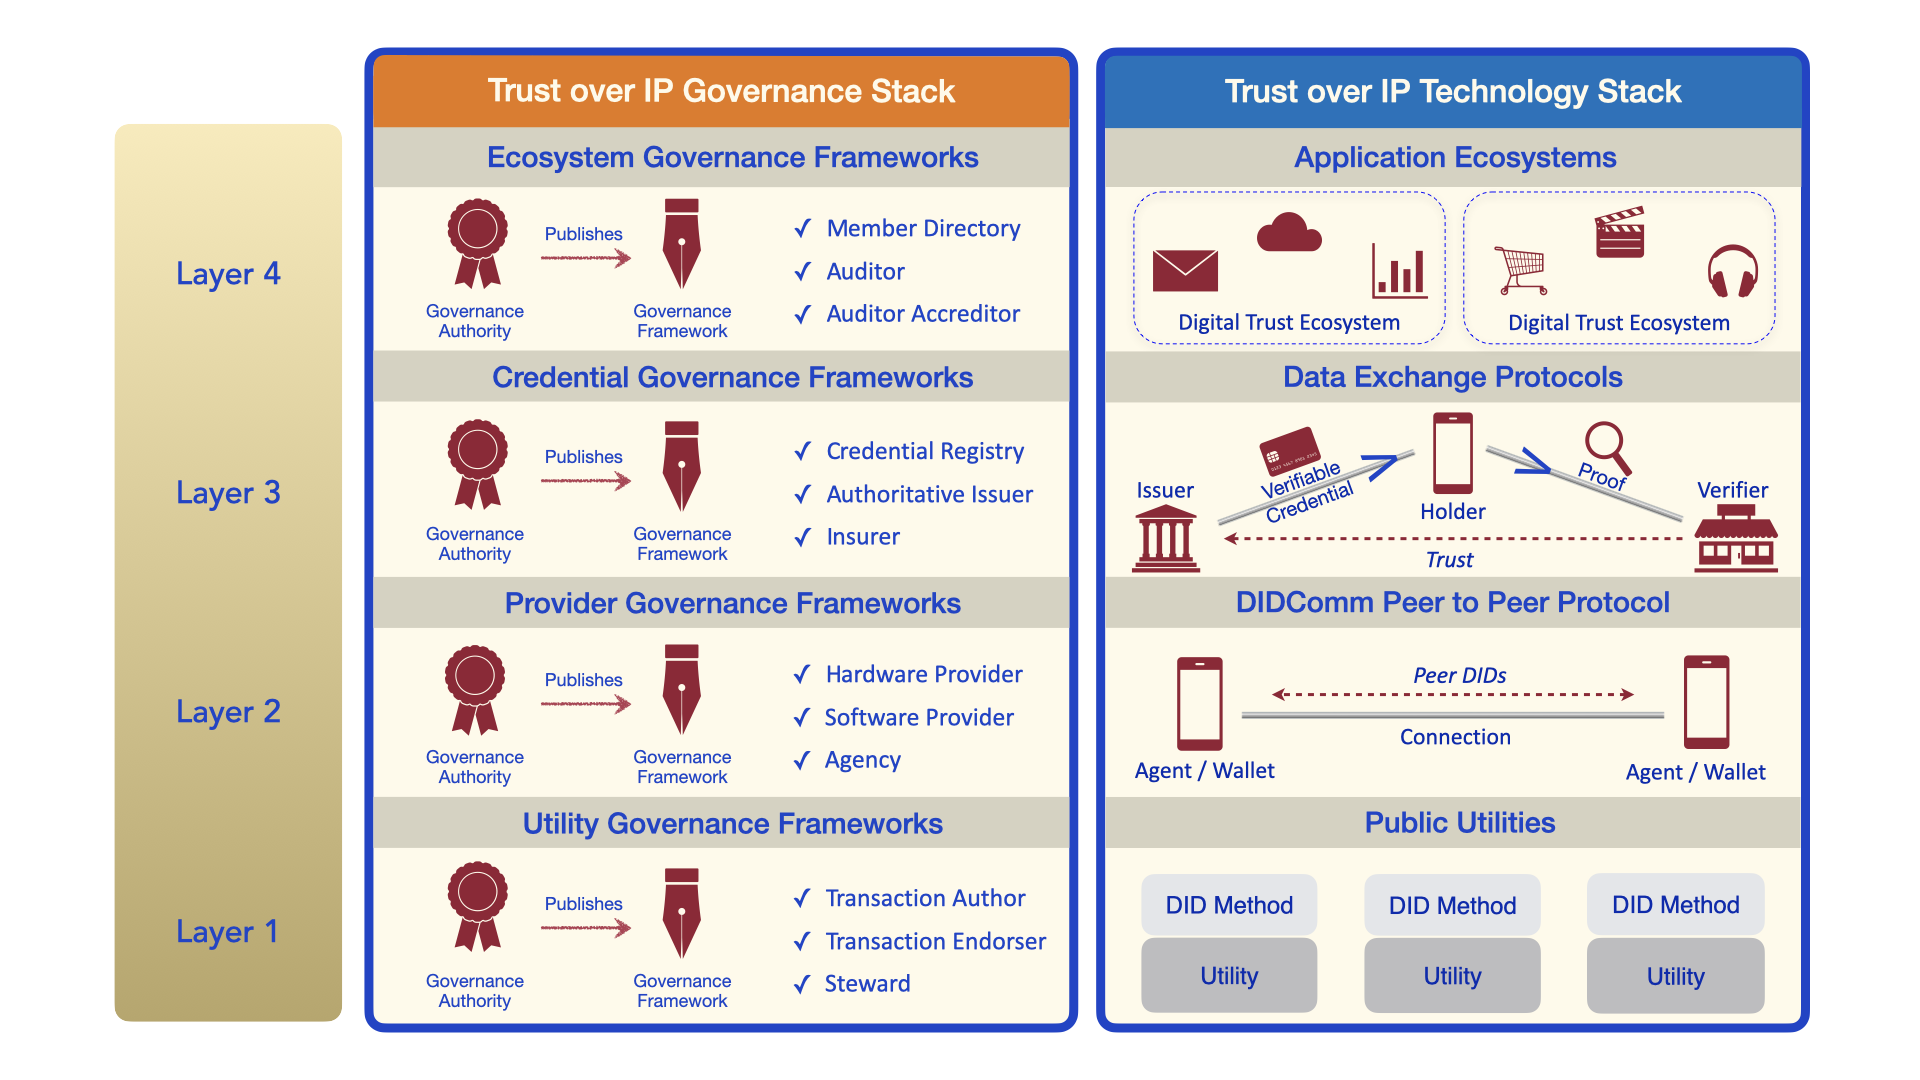 Trust over IP Governance Stack
Trust over IP Technology Stack
Layer 4
Ecosystem Governance Frameworks
Publishes
Governance
Authority
Governance
Framework
✓ Member Directory
✓ Auditor
✓ Auditor Accreditor
Application Ecosystems
Digital Trust Ecosystem
Digital Trust Ecosystem
Layer 3
Credential Governance Frameworks
Publishes
Governance
Authority
Governance
Framework
✓ Credential Registry
✓ Authoritative Issuer
✓ Insurer
Data Exchange Protocols
Issuer
Verifiable
Credential
Holder
Proof
Verifier
Trust
Layer 2
Provider Governance Frameworks
Publishes
Governance
Authority
Governance
Framework
✓ Hardware Provider
✓ Software Provider
✓ Agency
DIDComm Peer to Peer Protocol
Peer DIDs
Connection
Agent / Wallet
Agent / Wallet
Layer 1
Utility Governance Frameworks
Publishes
Governance
Authority
Governance
Framework
✓ Transaction Author
✓ Transaction Endorser
✓ Steward
Public Utilities
DID Method
DID Method
DID Method
Utility
Utility
Utility